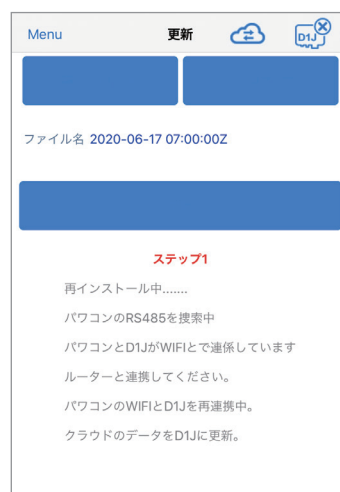 Menu 更新 D1J
ファイル名 2020-06-17 07:00:00Z
ステップ1
再インストール中.......
パワコンのRS485を捜索中
パワコンとD1JがWIFIとで連係しています
ルーターと連携してください。
パワコンのWIFIとD1Jを再連携中。
クラウドのデータをD1Jに更新。